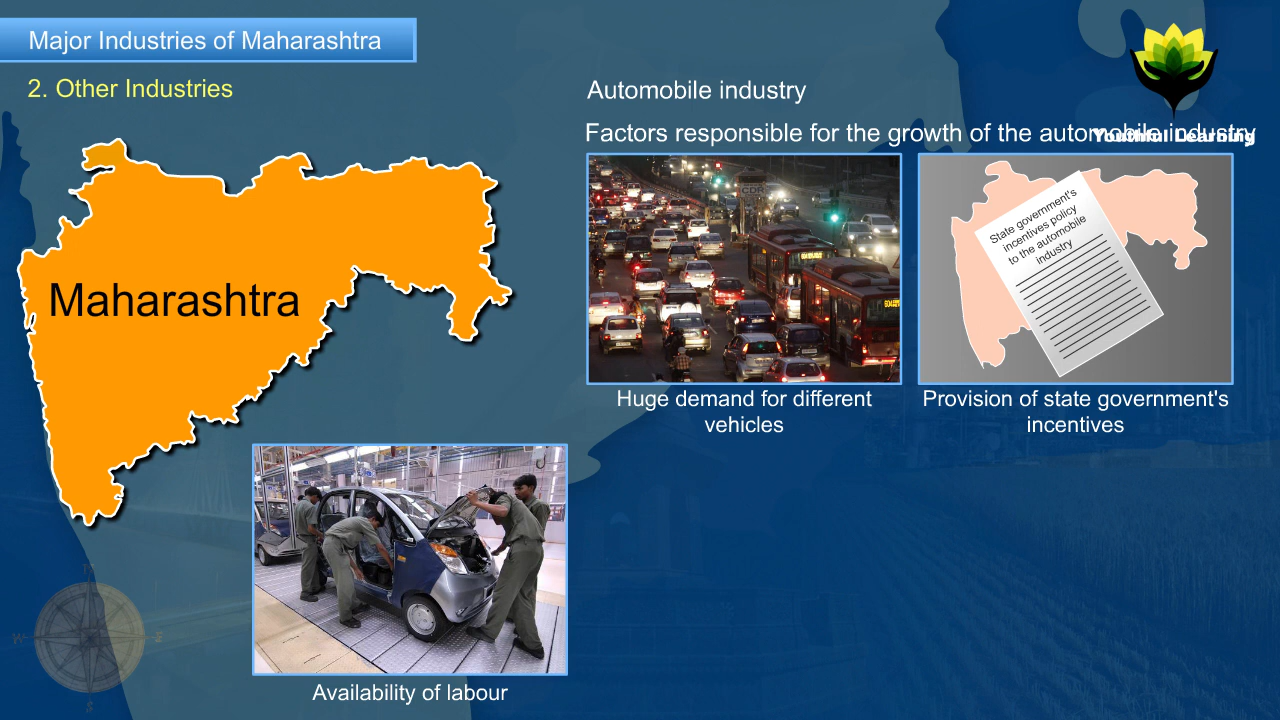 Major Industries of Maharashtra
2. Other Industries
Automobile industry
Factors responsible for the growth of the automobile industry
Youthful Learning
Maharashtra
State government's
incentives policy
to the automobile
industry
Huge demand for different
vehicles
Provision of state government's
incentives
Availability of labour
W
E
S